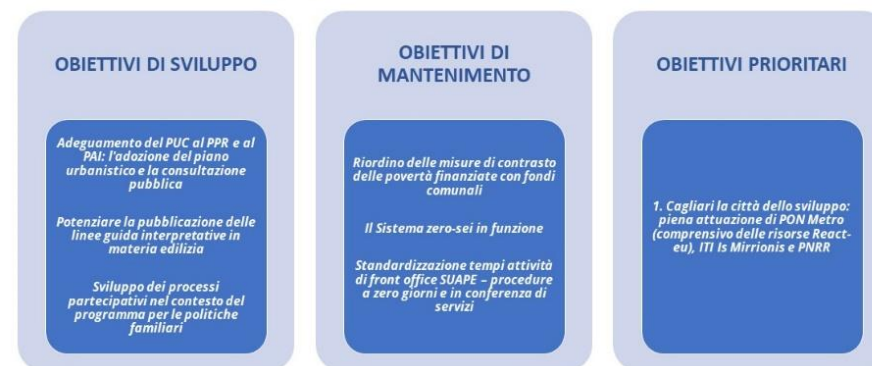 OBIETTIVI DI SVILUPPO
Adeguamento del PUC al PPR e al
PAI: l'adozione del piano
urbanistico e la consultazione
pubblica
Potenziare la pubblicazione delle
linee guida interpretative in
materia edilizia
Sviluppo dei processi
partecipativi nel contesto del
programma per le politiche
familiari
OBIETTIVI DI
MANTENIMENTO
Riordino delle misure di contrasto
delle povertà finanziate con fondi
comunali
Il Sistema zero-sei in funzione
Standardizzazione tempi attività
di front office SUAPE – procedure
a zero giorni e in conferenza di
servizi
OBIETTIVI PRIORITARI
1. Cagliari la città dello sviluppo:
piena attuazione di PON Metro
(comprensivo delle risorse React-
eu), ITI Is Mirrionis e PNRR